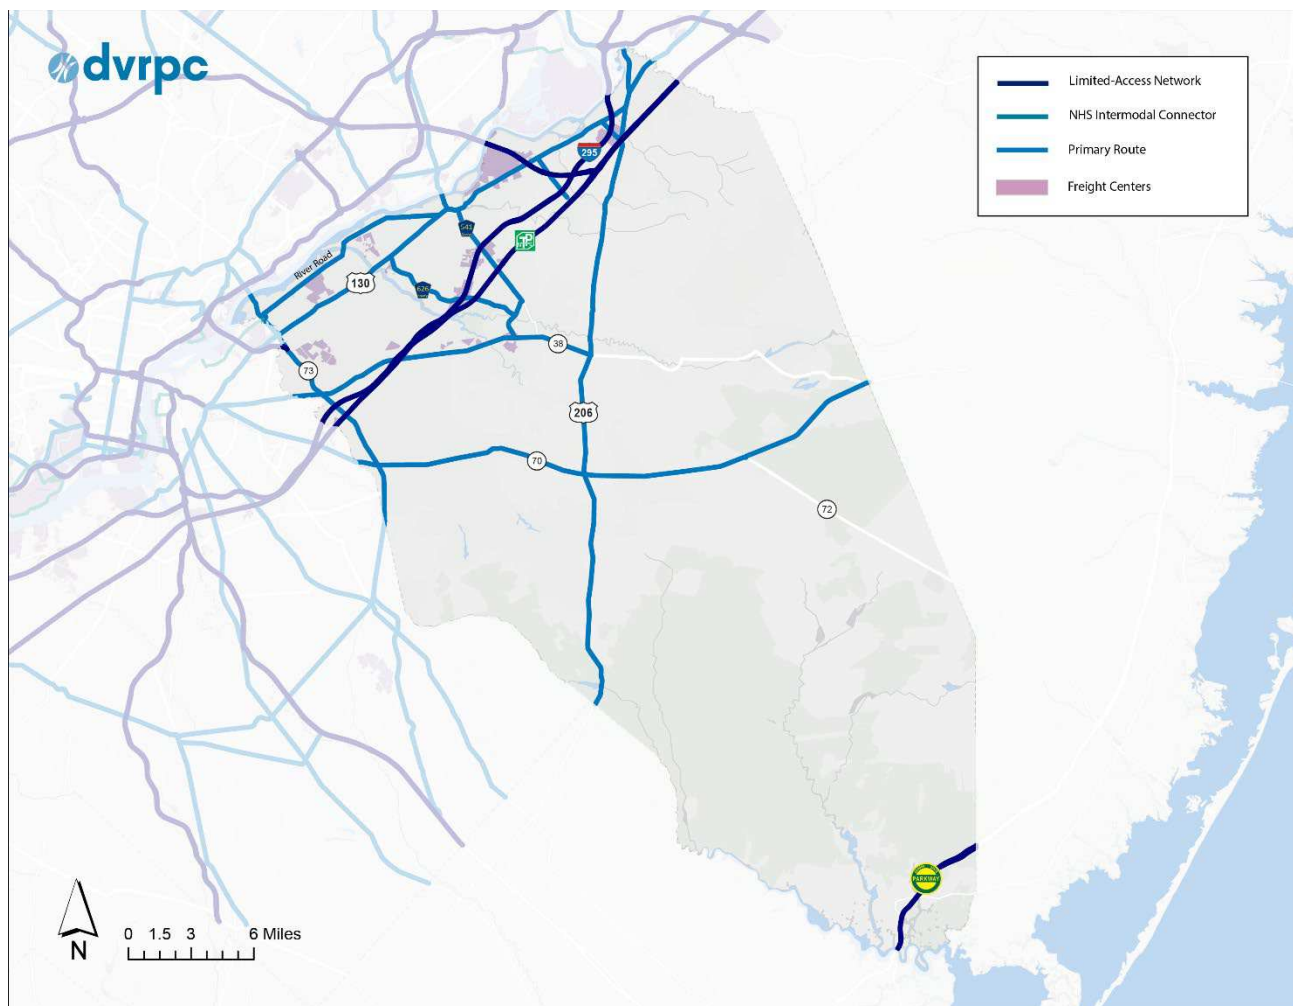 dvrpc
Limited-Access Network
NHS Intermodal Connector
Primary Route
Freight Centers
295
541
TP
River Road
130
626
38
73
206
70
72
PARKWAY
N
0 1.5 3 6 Miles